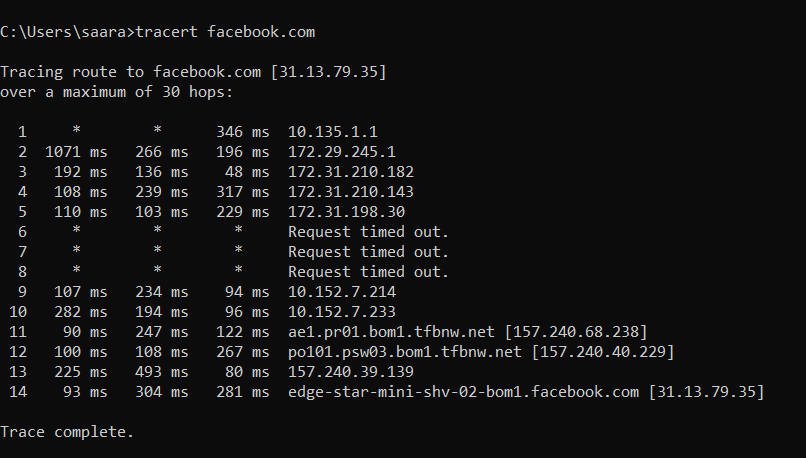 C:\Users\saara>tracert facebook.com
Tracing route to facebook.com [31.13.79.35]
over a maximum of 30 hops:
1 * * 346 ms 10.135.1.1
2 1071 ms 266 ms 196 ms 172.29.245.1
3 192 ms 136 ms 48 ms 172.31.210.182
4 108 ms 239 ms 317 ms 172.31.210.143
5 110 ms 103 ms 229 ms 172.31.198.30
6 * * * Request timed out.
7 * * * Request timed out.
8 * * * Request timed out.
9 107 ms 234 ms 94 ms 10.152.7.214
10 282 ms 194 ms 96 ms 10.152.7.233
11 90 ms 247 ms 122 ms ae1.pr01.bom1.tfbnw.net [157.240.68.238]
12 100 ms 108 ms 267 ms po101.psw03.bom1.tfbnw.net [157.240.40.229]
13 225 ms 493 ms 80 ms 157.240.39.139
14 93 ms 304 ms 281 ms edge-star-mini-shv-02-bom1.facebook.com [31.13.79.35]
Trace complete.